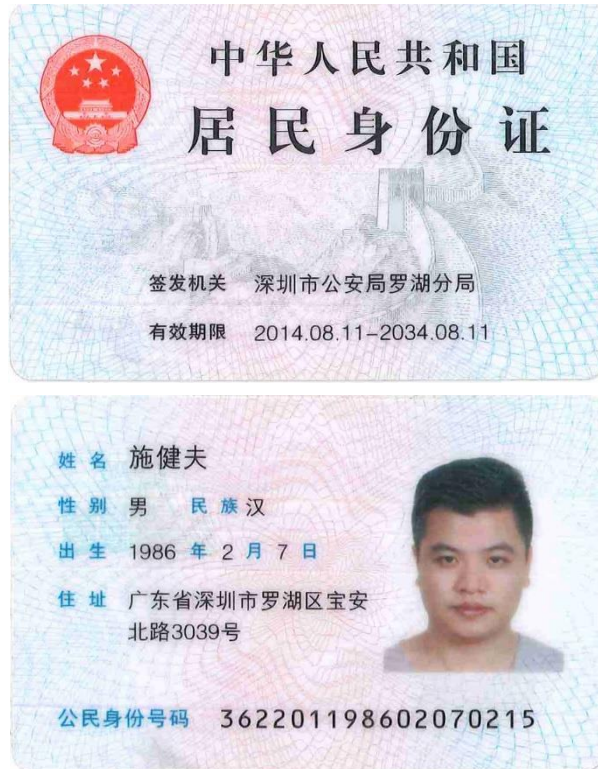 中华人民共和国
居民身份证
签发机关 深圳市公安局罗湖分局
有效期限 2014.08.11-2034.08.11
姓名 施健夫
性别 男 民族 汉
出生 1986 年 2 月 7 日
住址 广东省深圳市罗湖区宝安
北路3039号
公民身份号码 362201198602070215